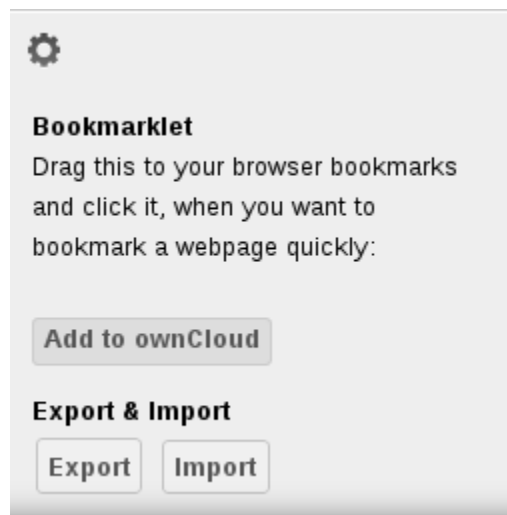 Bookmarklet
Drag this to your browser bookmarks
and click it, when you want to
bookmark a webpage quickly:
Add to ownCloud
Export & Import
Export Import